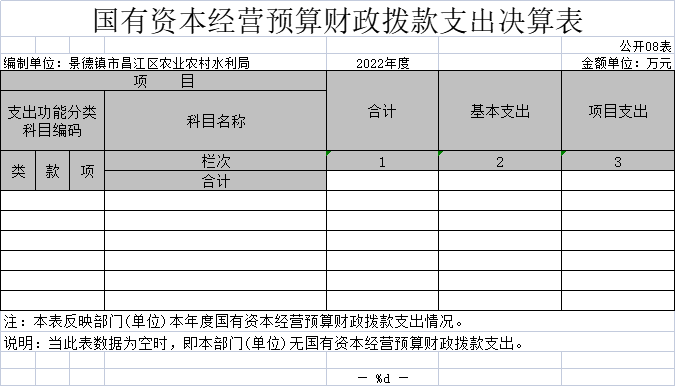 国有资本经营预算财政拨款支出决算表
公开08表
编制单位：景德镇市昌江区农业农村水利局 2022年度 金额单位：万元
项 目 合计 基本支出 项目支出
支出功能分类科目编码 科目名称
类 款 项 栏次 1 2 3
合计
注：本表反映部门(单位)本年度国有资本经营预算财政拨款支出情况。
说明：当此表数据为空时，即本部门(单位)无国有资本经营预算财政拨款支出。
— %d —